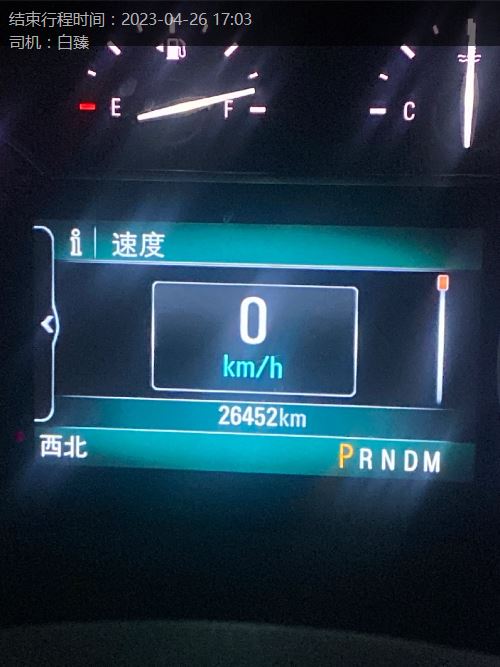 结束行程时间：2023-04-26 17:03
司机：白臻
E F C
i 速度
0
km/h
26452km
西北 PRNDM